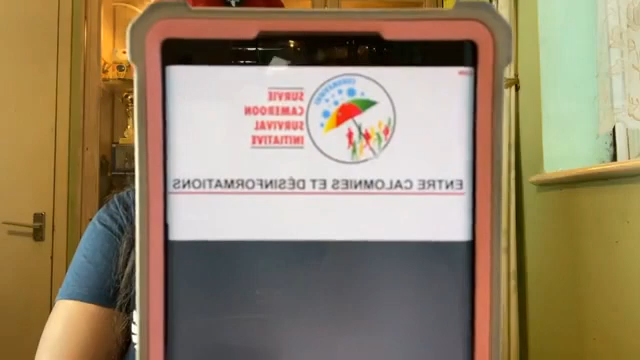 SURVIE
CAMEROON
SURVIVAL
INITIATIVE
ENTRE CALOMNIES ET DÉSINFORMATIONS